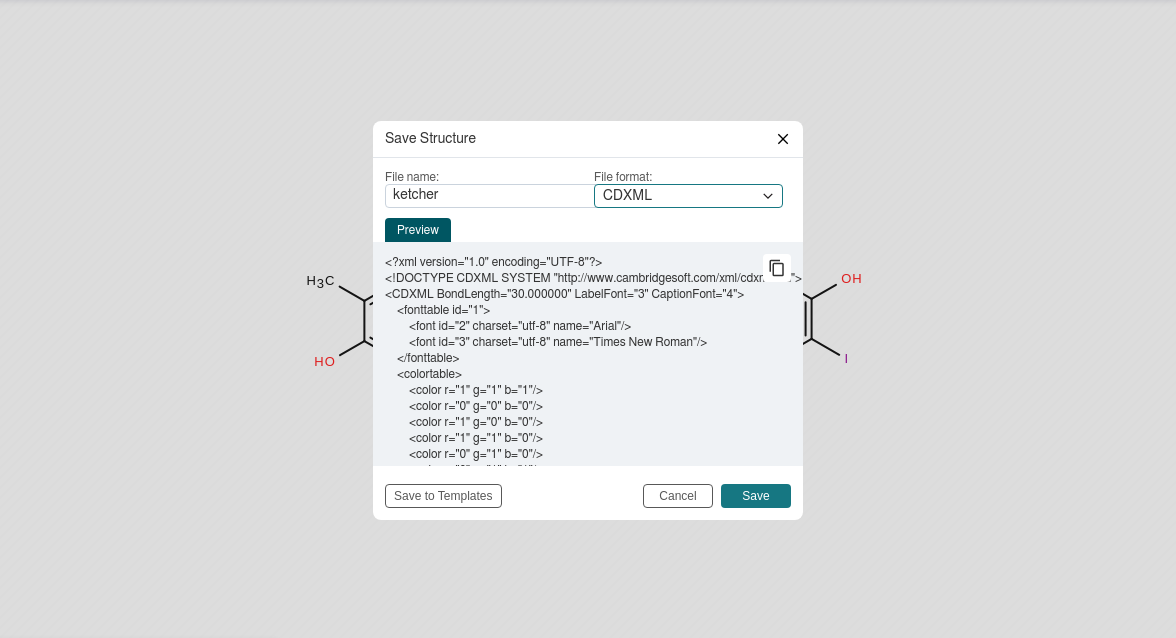 Save Structure
File name:
File format:
ketcher
CDXML
Preview
<?xml version="1.0" encoding="UTF-8"?>
<!DOCTYPE CDXML SYSTEM "http://www.cambridgesoft.com/xml/cdxm
">
<CDXML BondLength="30.000000" LabelFont="3" CaptionFont="4">
<fonttable id="1">
<font id="2" charset="utf-8" name="Arial"/>
<font id="3" charset="utf-8" name="Times New Roman"/>
</fonttable>
<colortable>
<color r="1" g="1" b="1"/>
<color r="0" g="0" b="0"/>
<color r="1" g="0" b="0"/>
<color r="1" g="1" b="0"/>
<color r="0" g="1" b="0"/>
H3C
HO
OH
I
Save to Templates
Cancel
Save